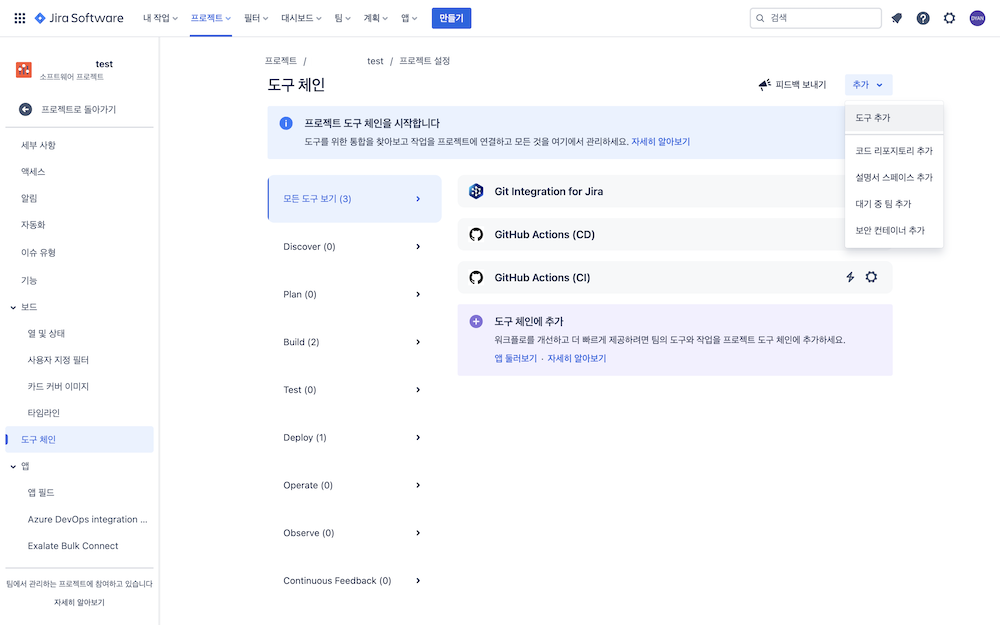 Jira Software
내 작업
프로젝트
필터
대시보드
팀
계획
앱
만들기
검색
DYAN
test
소프트웨어 프로젝트
프로젝트로 돌아가기
세부 사항
액세스
알림
자동화
이슈 유형
기능
보드
열 및 상태
사용자 지정 필터
카드 커버 이미지
타임라인
도구 체인
앱
앱 필드
Azure DevOps integration ...
Exalate Bulk Connect
팀에서 관리하는 프로젝트에 참여하고 있습니다
자세히 알아보기
프로젝트 / test / 프로젝트 설정
도구 체인
피드백 보내기
추가
도구 추가
코드 리포지토리 추가
설명서 스페이스 추가
대기 중 팀 추가
보안 컨테이너 추가
프로젝트 도구 체인을 시작합니다
도구를 위한 통합을 찾아보고 작업을 프로젝트에 연결하고 모든 것을 여기에서 관리하세요. 자세히 알아보기
모든 도구 보기 (3)
Discover (0)
Plan (0)
Build (2)
Test (0)
Deploy (1)
Operate (0)
Observe (0)
Continuous Feedback (0)
Git Integration for Jira
GitHub Actions (CD)
GitHub Actions (CI)
도구 체인에 추가
워크플로를 개선하고 더 빠르게 제공하려면 팀의 도구와 작업을 프로젝트 도구 체인에 추가하세요.
앱 둘러보기 · 자세히 알아보기